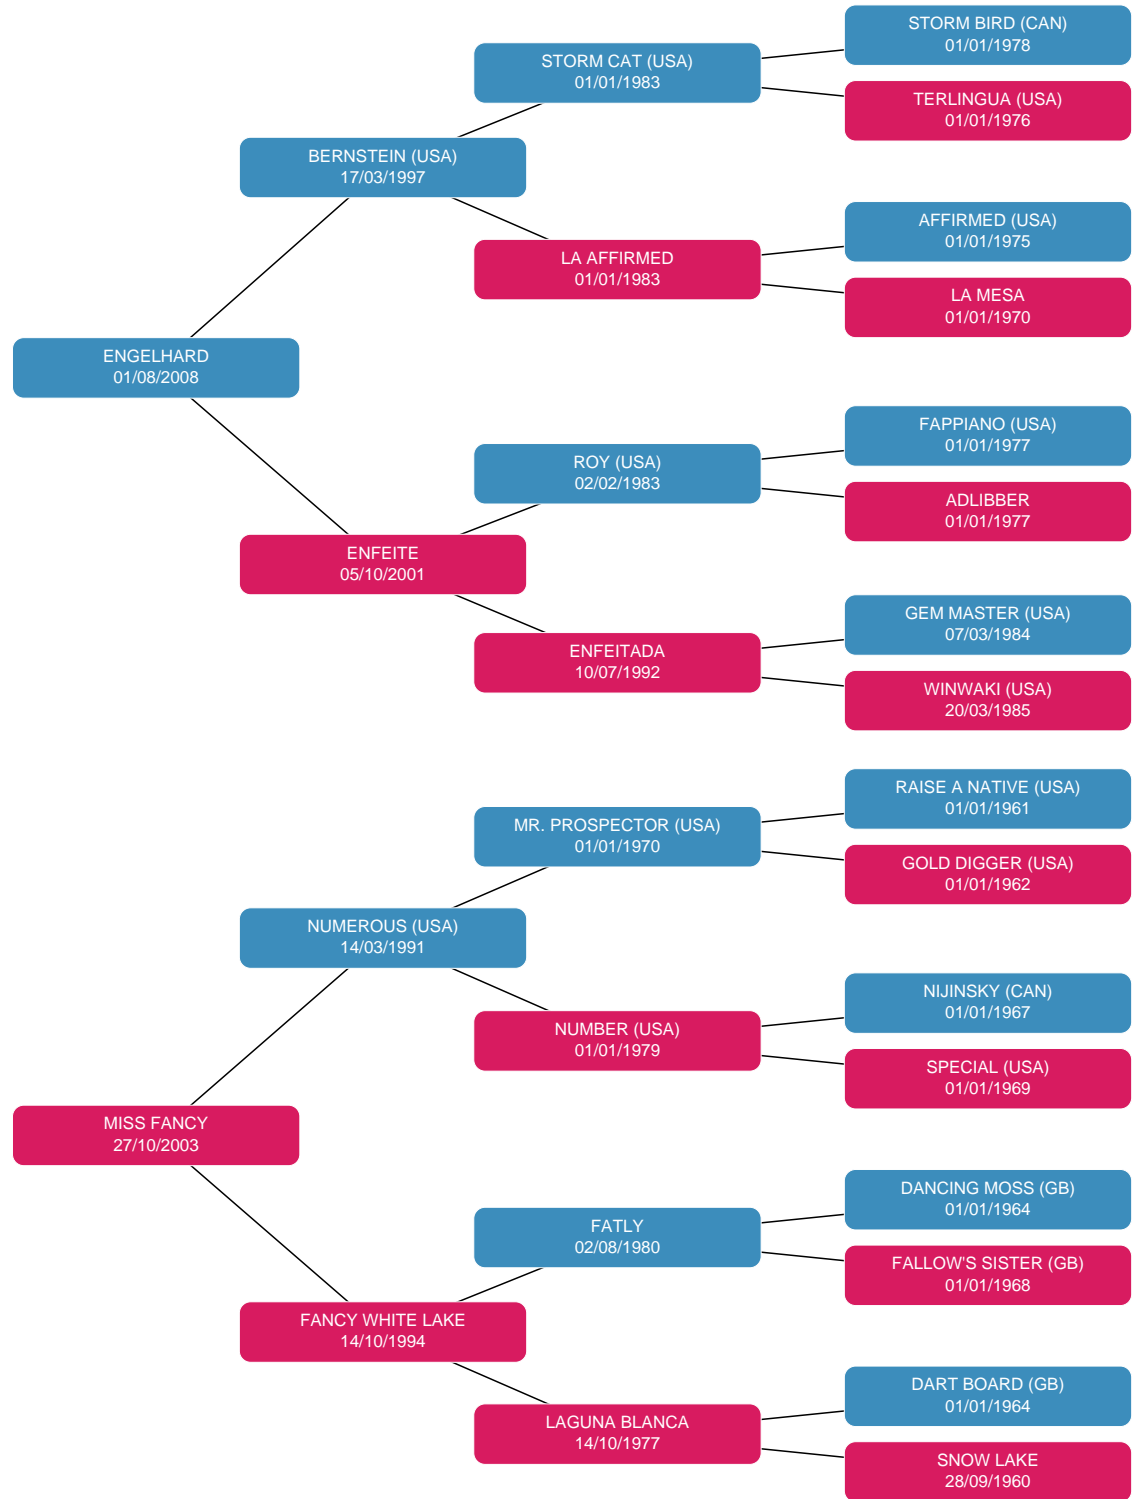 STORM BIRD (CAN)
01/01/1978
STORM CAT (USA)
01/01/1983
TERLINGUA (USA)
01/01/1976
BERNSTEIN (USA)
17/03/1997
AFFIRMED (USA)
01/01/1975
LA AFFIRMED
01/01/1983
LA MESA
01/01/1970
ENGELHARD
01/08/2008
FAPPIANO (USA)
01/01/1977
ROY (USA)
02/02/1983
ADLIBBER
01/01/1977
ENFEITE
05/10/2001
GEM MASTER (USA)
07/03/1984
ENFEITADA
10/07/1992
WINWAKI (USA)
20/03/1985
RAISE A NATIVE (USA)
01/01/1961
MR. PROSPECTOR (USA)
01/01/1970
GOLD DIGGER (USA)
01/01/1962
NUMEROUS (USA)
14/03/1991
NIJINSKY (CAN)
01/01/1967
NUMBER (USA)
01/01/1979
SPECIAL (USA)
01/01/1969
MISS FANCY
27/10/2003
DANCING MOSS (GB)
01/01/1964
FATLY
02/08/1980
FALLOW'S SISTER (GB)
01/01/1968
FANCY WHITE LAKE
14/10/1994
DART BOARD (GB)
01/01/1964
LAGUNA BLANCA
14/10/1977
SNOW LAKE
28/09/1960